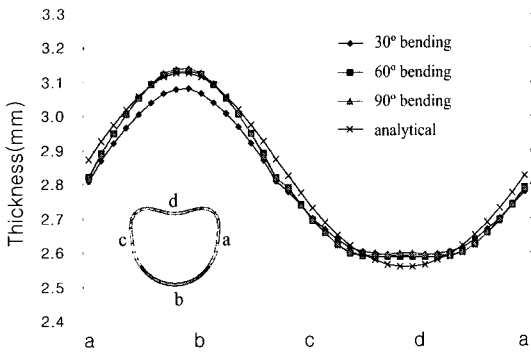 Thickness(mm)
3.3
3.2
3.1
3.0
2.9
2.8
2.7
2.6
2.5
2.4
30° bending
60° bending
90° bending
analytical
d
c
a
b
a
b
c
d
a